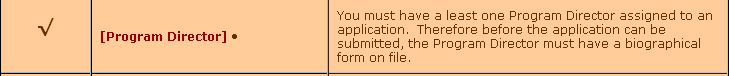 √
[Program Director] •
You must have a least one Program Director assigned to an
application. Therefore before the application can be
submitted, the Program Director must have a biographical
form on file.